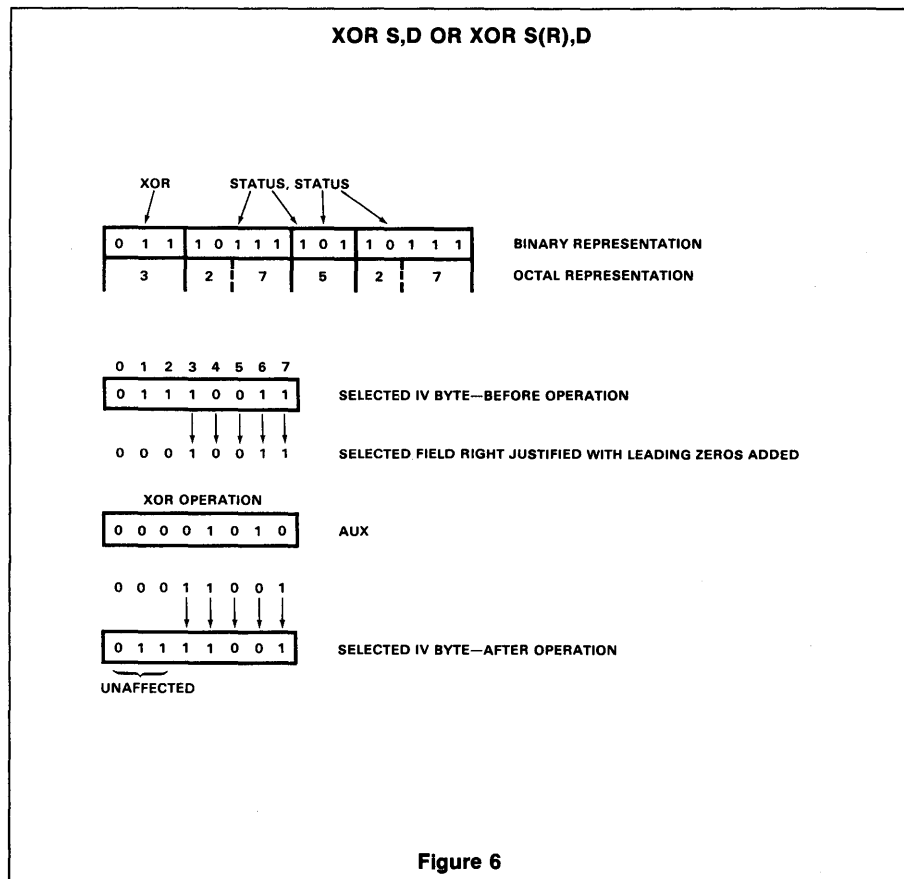 XOR S,D OR XOR S(R),D
XOR STATUS, STATUS
0 1 1 1 0 1 1 1 1 0 1 1 0 1 1 1 BINARY REPRESENTATION
3 2 7 5 2 7 OCTAL REPRESENTATION
0 1 2 3 4 5 6 7
0 1 1 1 0 0 1 1 SELECTED IV BYTE—BEFORE OPERATION
0 0 0 1 0 0 1 1 SELECTED FIELD RIGHT JUSTIFIED WITH LEADING ZEROS ADDED
XOR OPERATION
0 0 0 0 1 0 1 0 AUX
0 0 0 1 1 0 0 1
0 1 1 1 1 0 0 1 SELECTED IV BYTE—AFTER OPERATION
UNAFFECTED
Figure 6